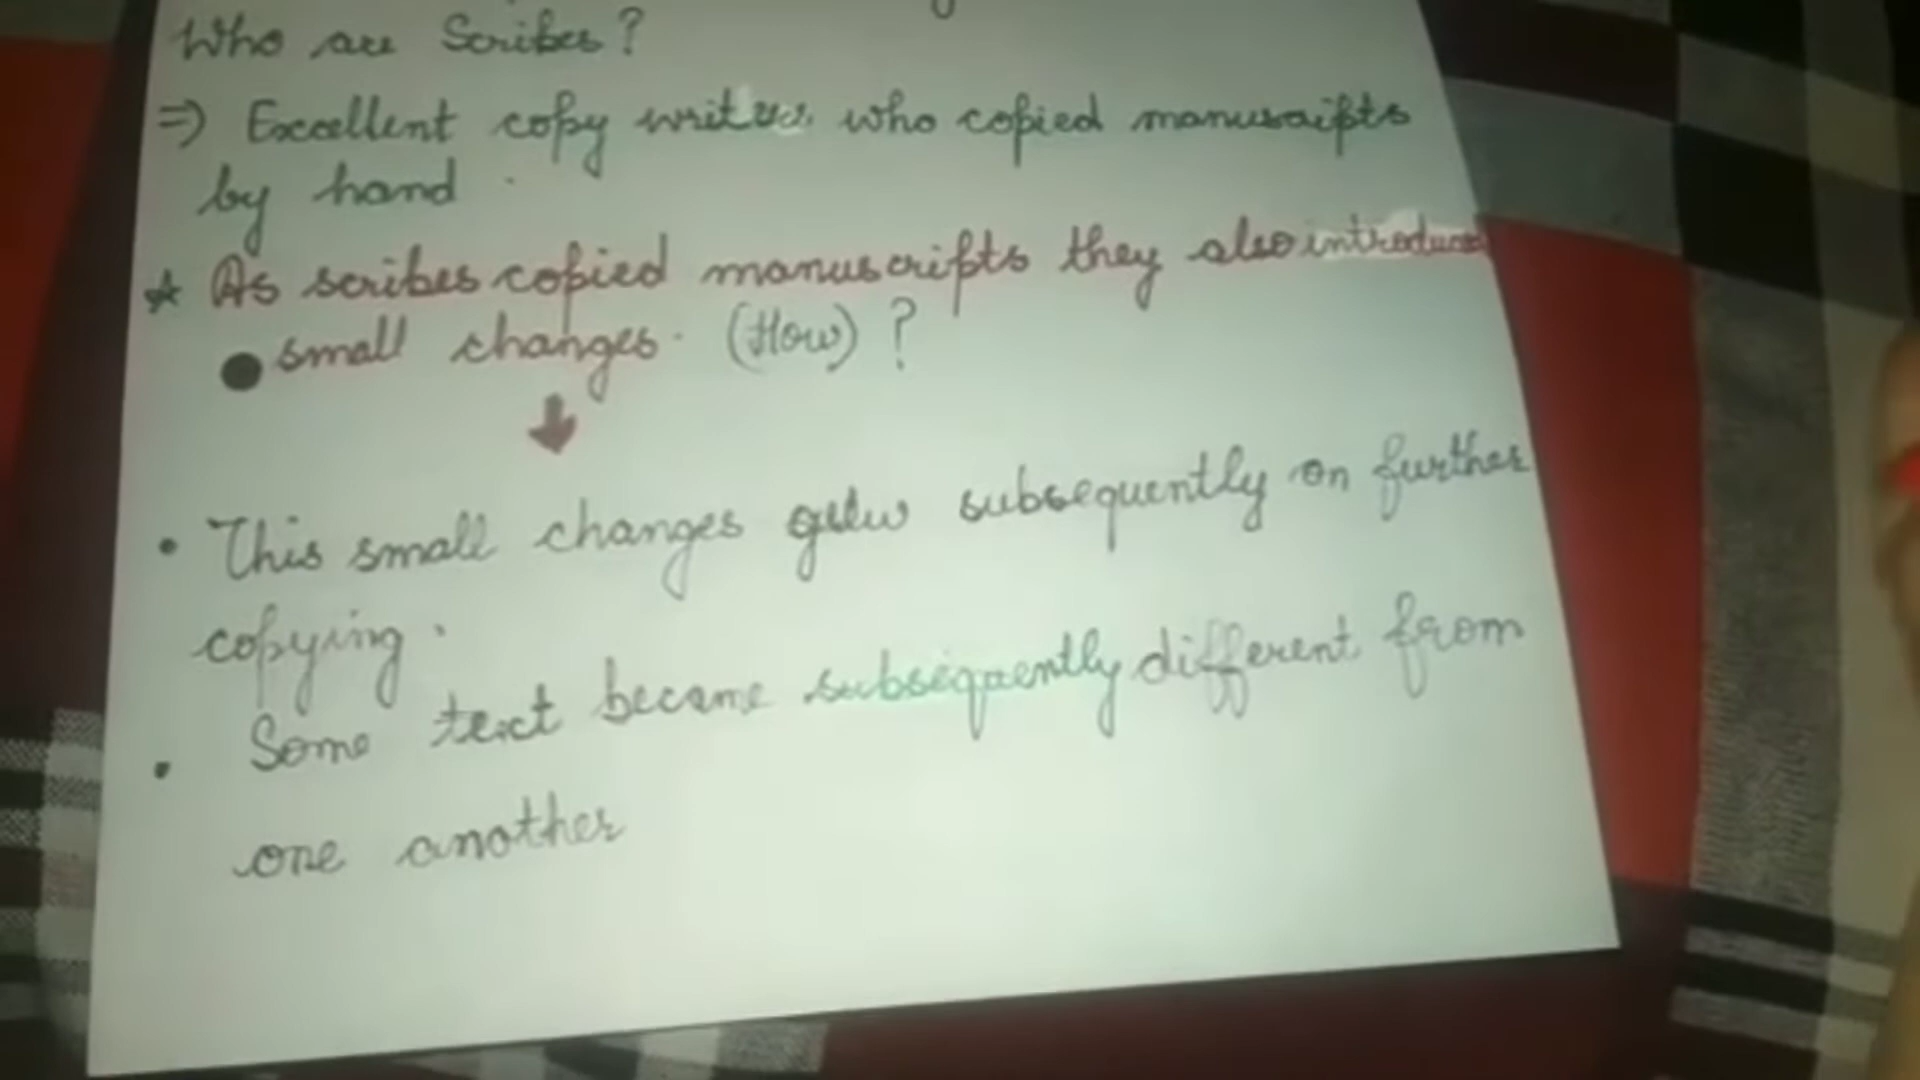 Who are Scribes?
⇒ Excellent copy writers who copied manuscripts
by hand.
☆ As scribes copied manuscripts they also introduced
● small changes. (How)?
↓
• This small changes grew subsequently on further
copying.
• Some text became subsequently different from
one another